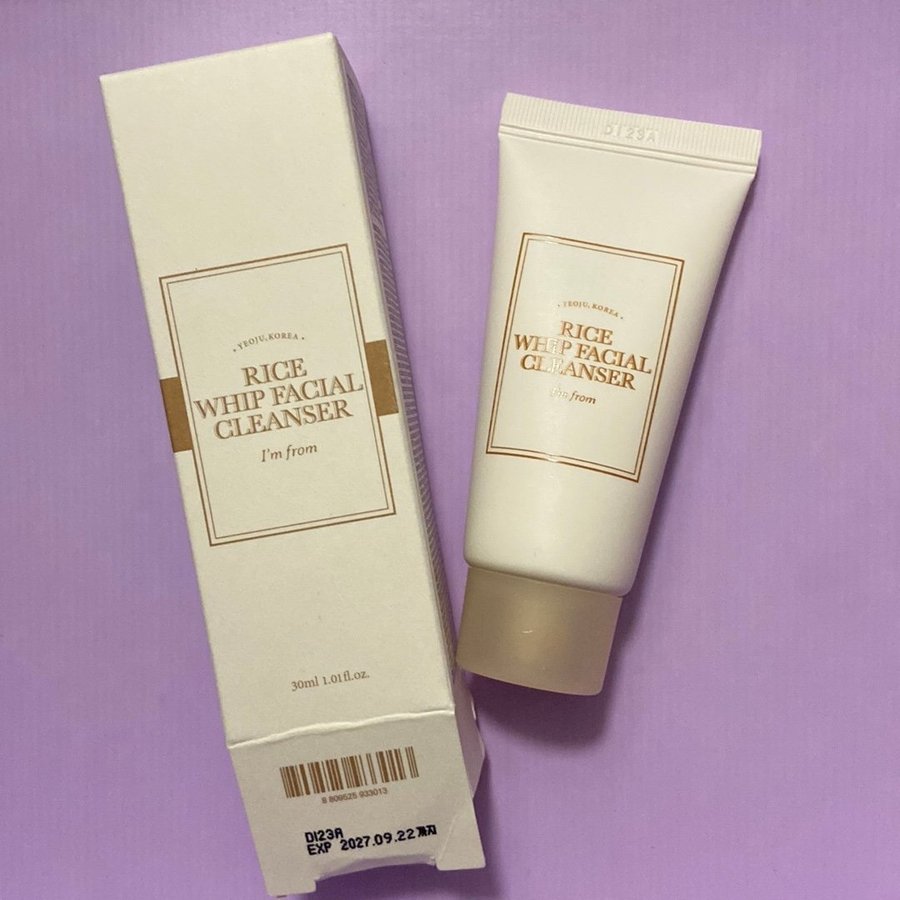 · YEOJU, KOREA ·
RICE
WHIP FACIAL
CLEANSER
I'm from
30ml 1.01fl.oz.
8 809525 933013
DI23A
EXP 2027.09.22까지
DI23A
· YEOJU, KOREA ·
RICE
WHIP FACIAL
CLEANSER
I'm from